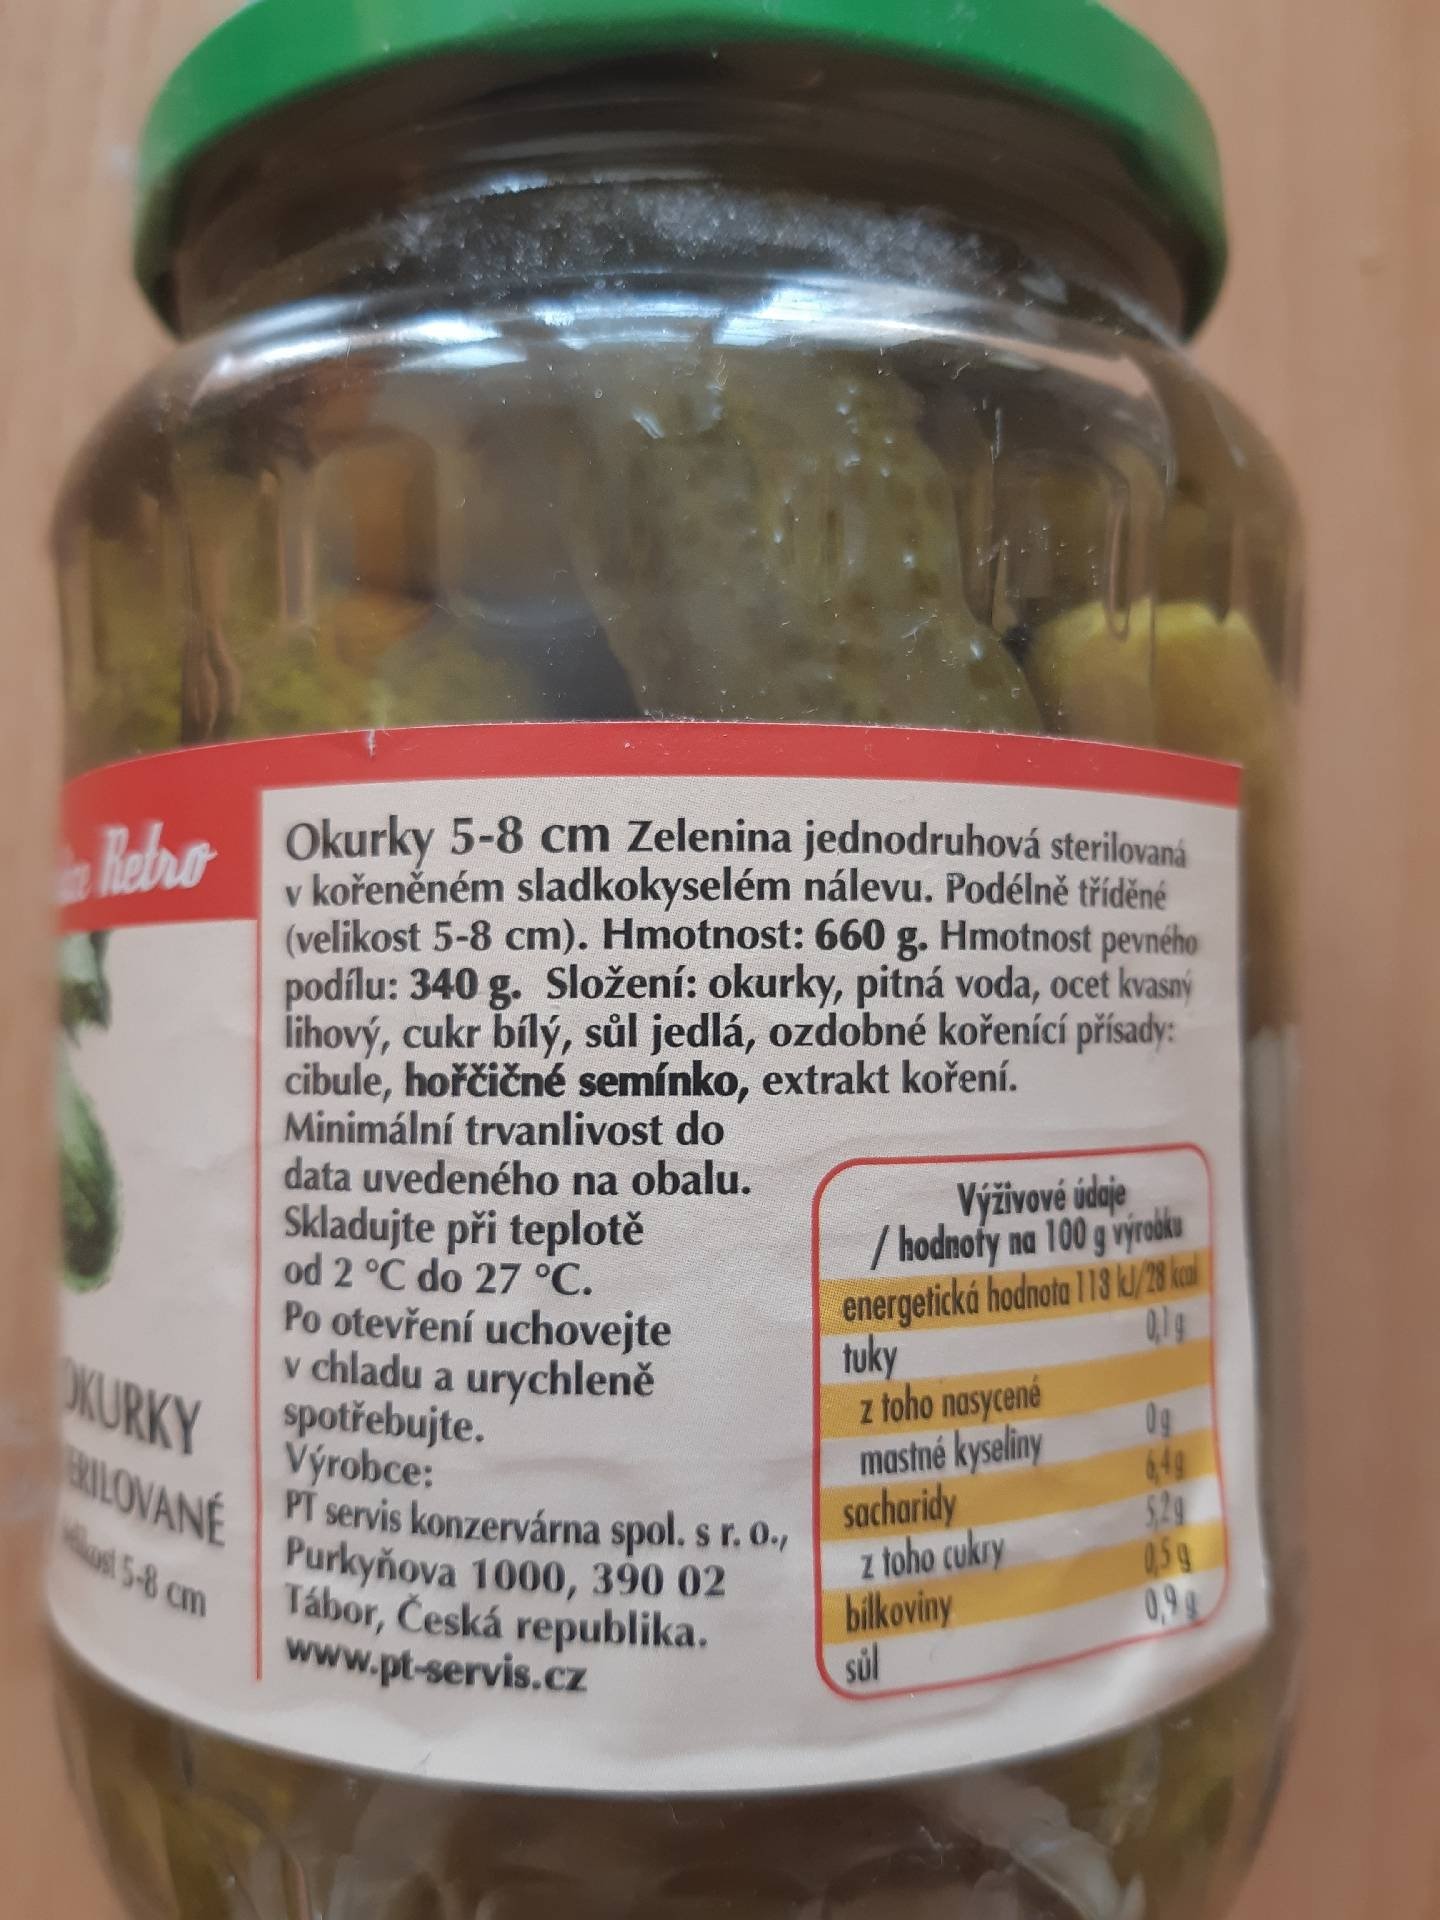 Retro
OKURKY
5-8 cm
Okurky 5-8 cm Zelenina jednodruhová sterilovaná
v kořeněném sladkokyselém nálevu. Podélně tříděné
(velikost 5-8 cm). Hmotnost: 660 g. Hmotnost pevného
podílu: 340 g. Složení: okurky, pitná voda, ocet kvasný
lihový, cukr bílý, sůl jedlá, ozdobné kořenící přísady:
cibule, hořčičné semínko, extrakt koření.
Minimální trvanlivost do
data uvedeného na obalu.
Skladujte při teplotě
od 2 °C do 27 °C.
Po otevření uchovejte
v chladu a urychleně
spotřebujte.
Výrobce:
PT servis konzervárna spol. s r. o.,
Purkyňova 1000, 390 02
Tábor, Česká republika.
www.pt-servis.cz
Výživové údaje
/ hodnoty na 100 g výrobku
energetická hodnota 118 kJ/28 kcal
tuky 0,1 g
z toho nasycené
mastné kyseliny 0 g
sacharidy 6,4 g
z toho cukry 5,2 g
bílkoviny 0,5 g
sůl 0,9 g